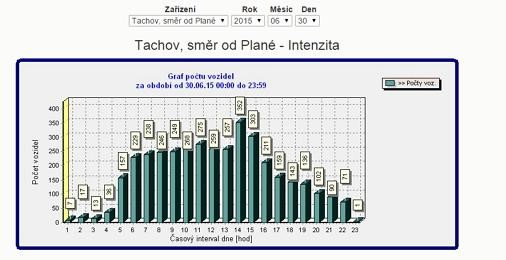 Zařízení Rok Měsíc Den
Tachov, směr od Plané 2015 06 30
Tachov, směr od Plané - Intenzita
Graf počtu vozidel
za období od 30.06.15 00:00 do 23:59
>> Počty voz.
Počet vozidel
400
350
300
250
200
150
100
50
0
7 17 13 36 157 229 238 246 249 268 275 259 257 352 303 211 159 143 136 102 90 71 1
1 2 3 4 5 6 7 8 9 10 11 12 13 14 15 16 17 18 19 20 21 22 23
Časový interval dne [hod]